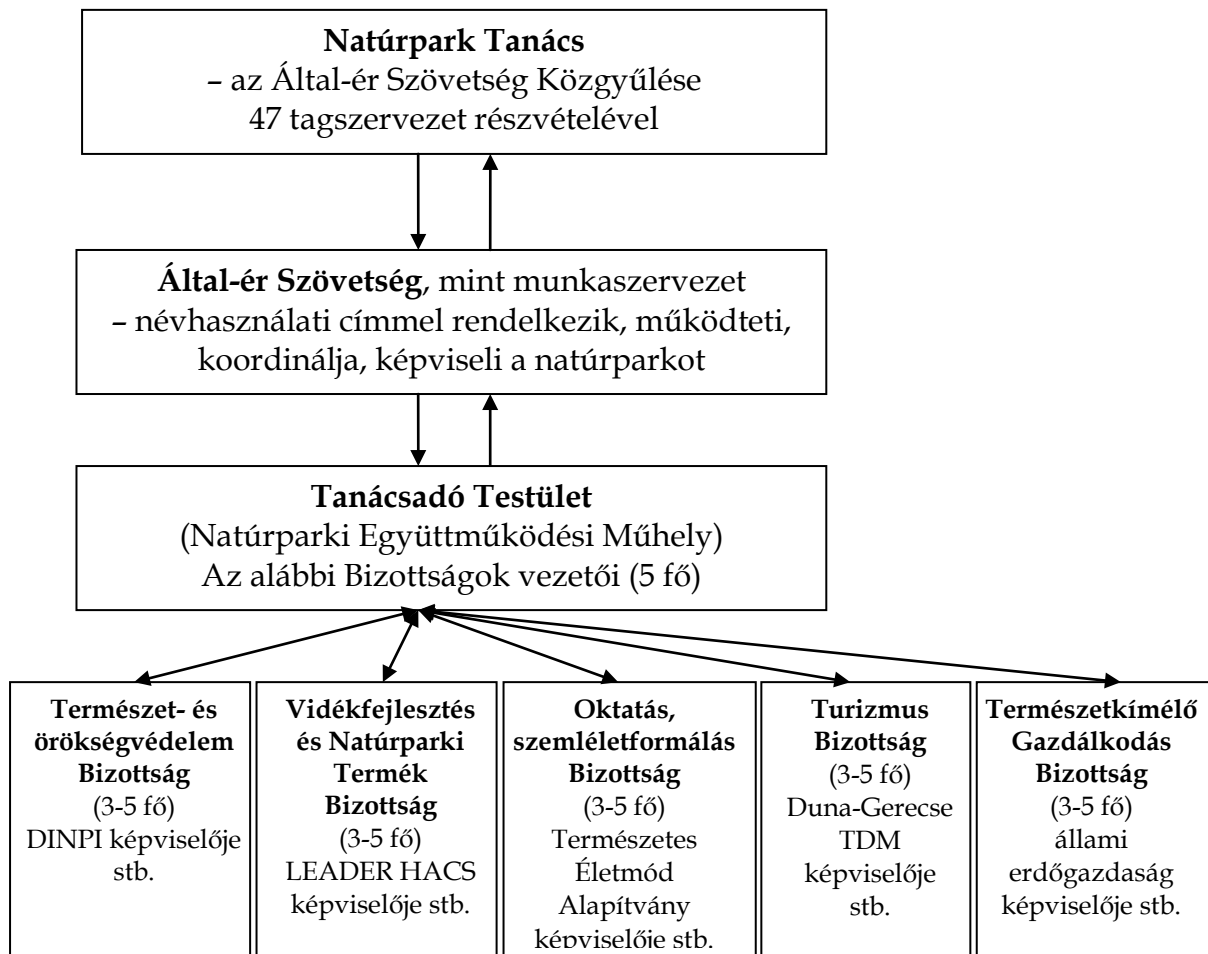 Natúrpark Tanács
– az Által-ér Szövetség Közgyűlése
47 tagszervezet részvételével
Által-ér Szövetség, mint munkaszervezet
– névhasználati címmel rendelkezik, működteti,
koordinálja, képviseli a natúrparkot
Tanácsadó Testület
(Natúrparki Együttműködési Műhely)
Az alábbi Bizottságok vezetői (5 fő)
Természet- és
örökségvédelem
Bizottság
(3-5 fő)
DINPI képviselője
stb.
Vidékfejlesztés
és Natúrparki
Termék
Bizottság
(3-5 fő)
LEADER HACS
képviselője stb.
Oktatás,
szemléletformálás
Bizottság
(3-5 fő)
Természetes
Életmód
Alapítvány
képviselője stb.
Turizmus
Bizottság
(3-5 fő)
Duna-Gerecse
TDM
képviselője
stb.
Természetkímélő
Gazdálkodás
Bizottság
(3-5 fő)
állami
erdőgazdaság
képviselője stb.